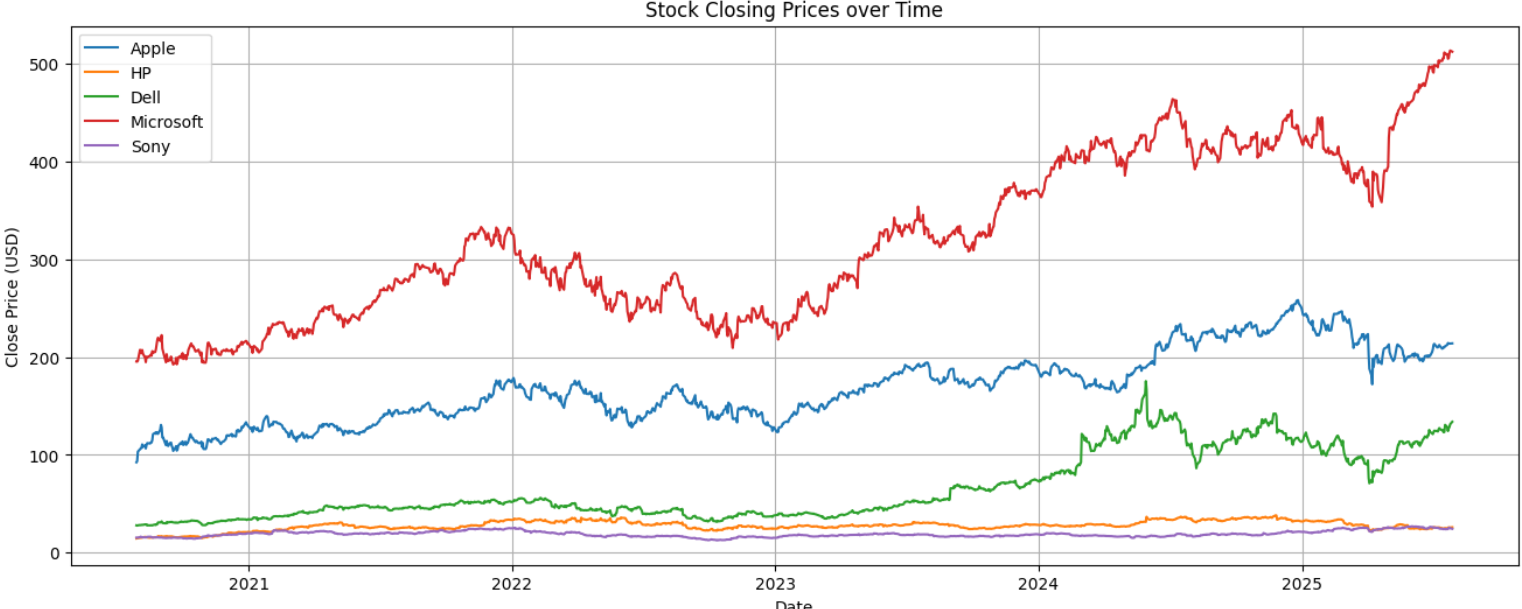 Stock Closing Prices over Time
Apple
HP
Dell
Microsoft
Sony
Close Price (USD)
500
400
300
200
100
0
2021
2022
2023
2024
2025
Date